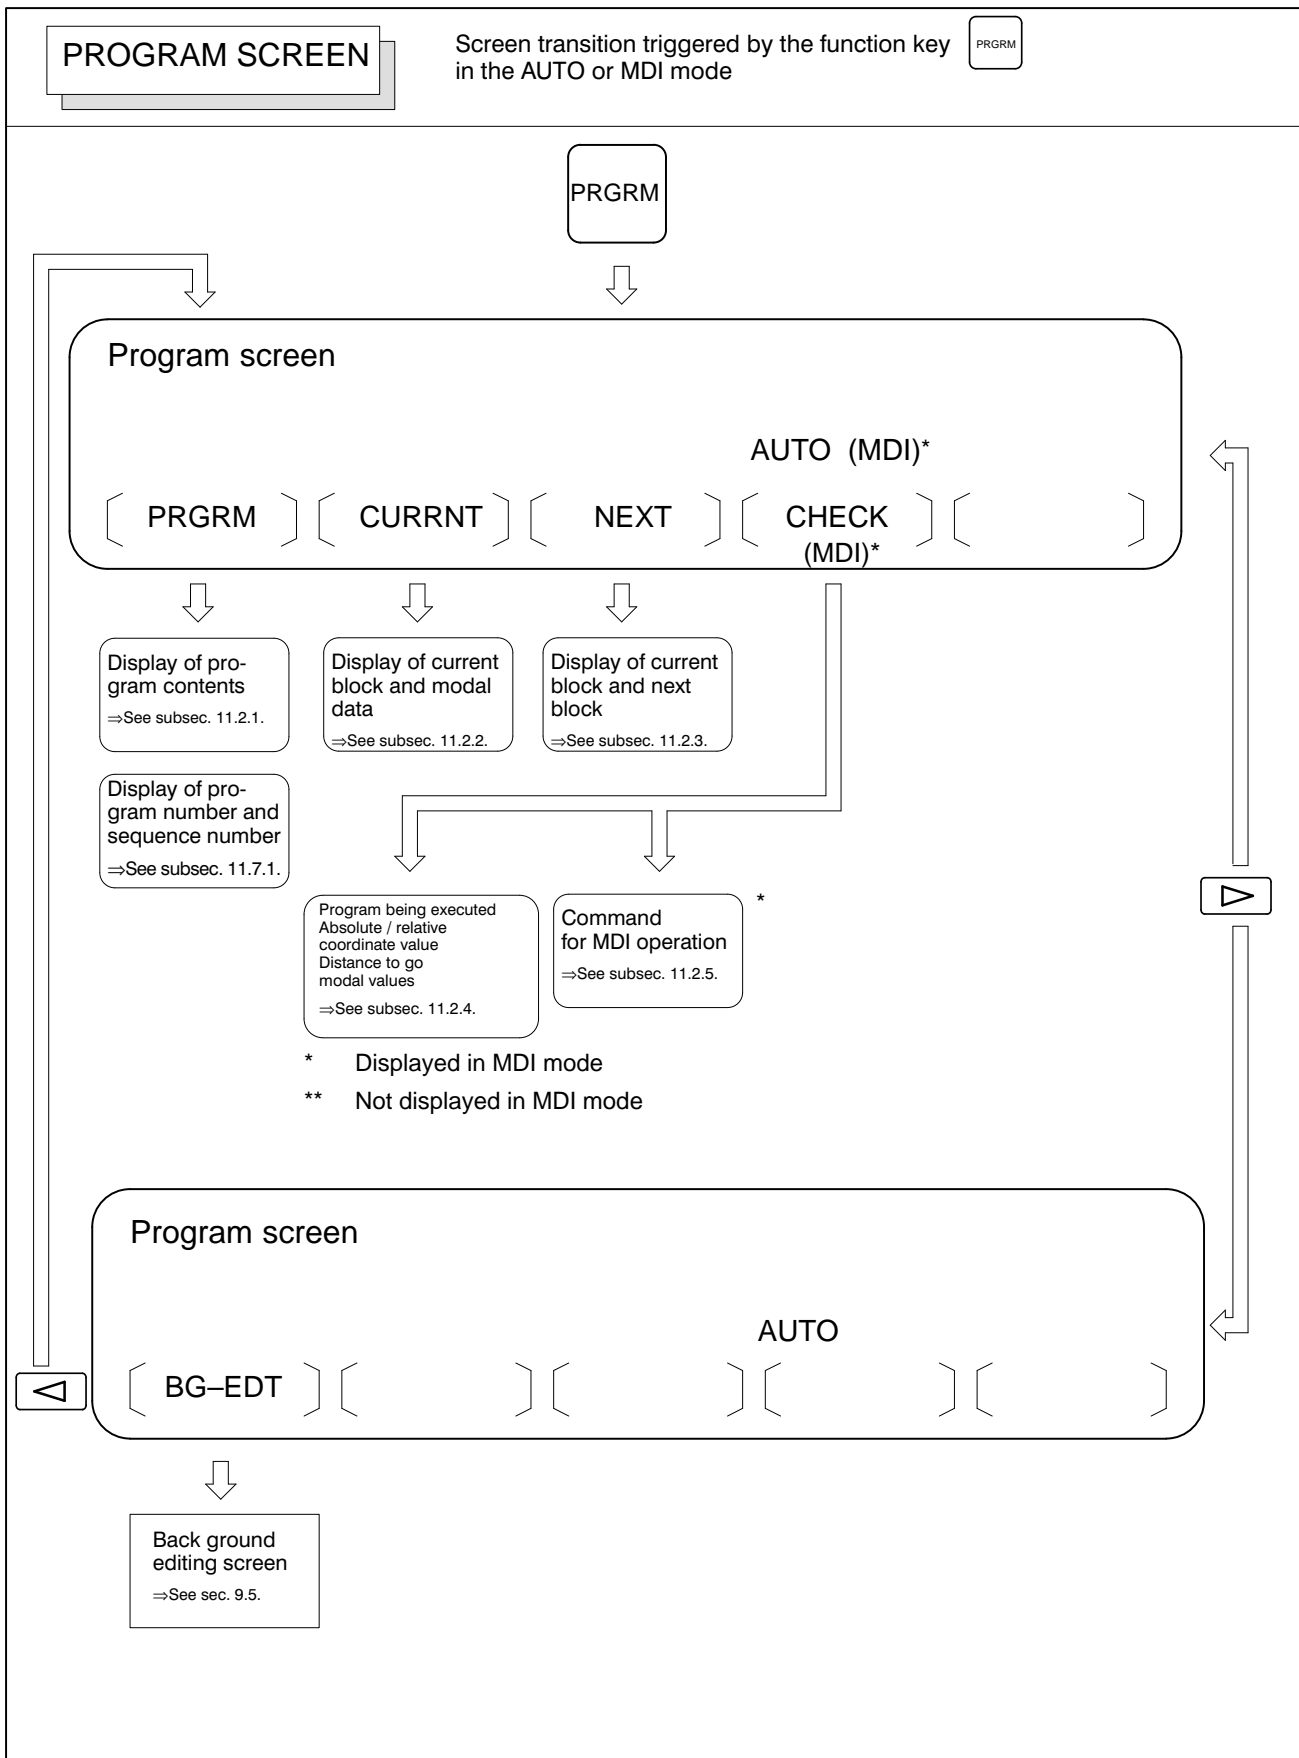 PROGRAM SCREEN
Screen transition triggered by the function key
in the AUTO or MDI mode
PRGRM
PRGRM
Program screen
AUTO (MDI)*
PRGRM
CURRNT
NEXT
CHECK
(MDI)*
Display of pro-
gram contents
⇒See subsec. 11.2.1.
Display of current
block and modal
data
⇒See subsec. 11.2.2.
Display of current
block and next
block
⇒See subsec. 11.2.3.
Display of pro-
gram number and
sequence number
⇒See subsec. 11.7.1.
Program being executed
Absolute / relative
coordinate value
Distance to go
modal values
⇒See subsec. 11.2.4.
Command
for MDI operation
⇒See subsec. 11.2.5.
*
* Displayed in MDI mode
** Not displayed in MDI mode
Program screen
AUTO
BG–EDT
Back ground
editing screen
⇒See sec. 9.5.